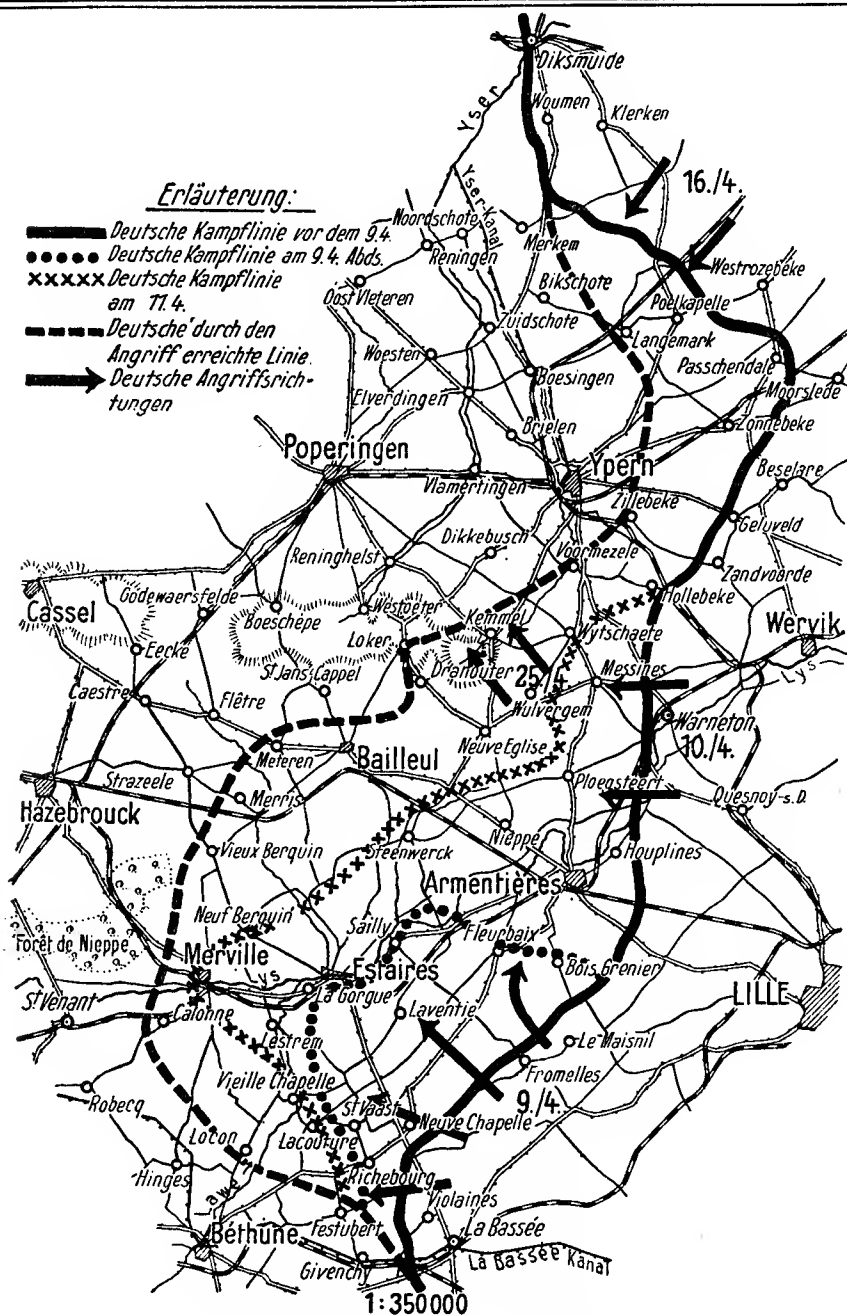 Diksmuide
Woumen
Klerken
Yser
16./4.
Erläuterung:
Deutsche Kampflinie vor dem 9.4.
Deutsche Kampflinie am 9.4. Abds.
Deutsche Kampflinie
am 11.4.
Deutsche durch den
Angriff erreichte Linie.
Deutsche Angriffsrich-
tungen
Yser-Kanal
Noordschote
Reningen
Merkem
Westrozebeke
Bikschote
Oost Vleteren
Poelkapelle
Zuidschote
Langemark
Woesten
Passchendale
Boesingen
Moorslede
Elverdingen
Zonnebeke
Brielen
Poperingen
Ypern
Beselare
Vlamertingen
Zillebeke
Geluveld
Dikkebusch
Reninghelst
Voormezele
Zandvoorde
Cassel
Godewaersfelde
Boeschepe
Westoeter
Hollebeke
Kemmel
Wytschaete
Wervik
Eecke
Loker
Lys
St Jans Cappel
Dranouter
25./4.
Messines
Caestre
Flêtre
Wulvergem
Warneton
Neuve Eglise
10./4.
Meteren
Bailleul
Strazeele
Ploegsteert
Quesnoy-s.D.
Hazebrouck
Merris
Nieppe
Vieux Berquin
Steenwerck
Houplines
Armentières
Neuf Berquin
Sailly
Fleurbaix
Forêt de Nieppe
Merville
Lys
Estaires
Bois Grenier
LILLE
St Venant
La Gorgue
Calonne
Laventie
Lestrem
Le Maisnil
Fromelles
Vieille Chapelle
9./4.
Robecq
St Vaast
Neuve Chapelle
Locon
Lacouture
Hinges
Lawe
Richebourg
Violaines
Festubert
La Bassée
Béthune
Givenchy
La Bassée Kanal
1:350000